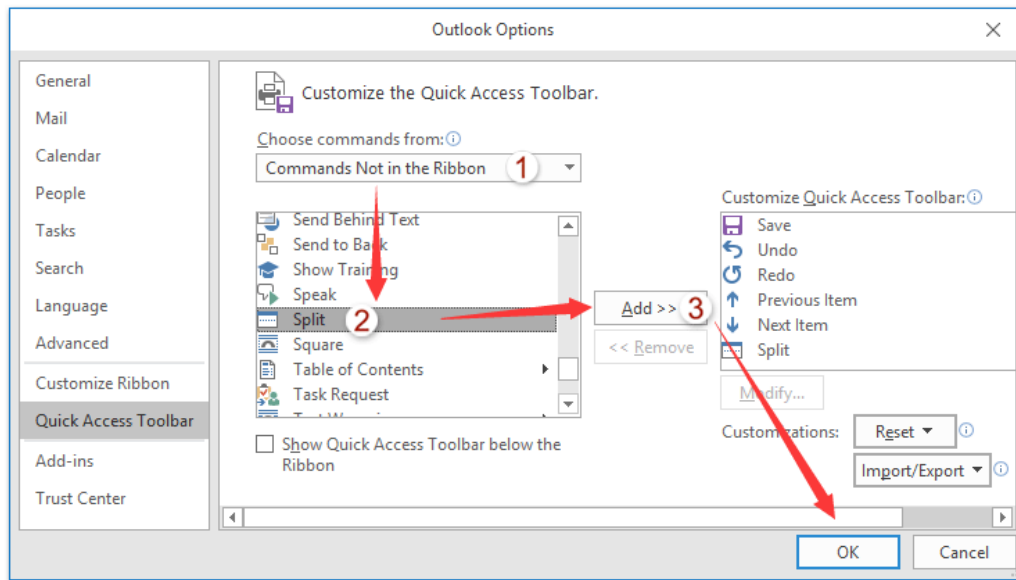 Outlook Options
General
Mail
Calendar
People
Tasks
Search
Language
Advanced
Customize Ribbon
Quick Access Toolbar
Add-ins
Trust Center
Customize the Quick Access Toolbar.
Choose commands from:
Commands Not in the Ribbon 1
Send Behind Text
Send to Back
Show Training
Speak
Split 2
Square
Table of Contents
Task Request
Show Quick Access Toolbar below the
Ribbon
Add >> 3
<< Remove
Customize Quick Access Toolbar:
Save
Undo
Redo
Previous Item
Next Item
Split
Modify...
Customizations:
Reset
Import/Export
OK
Cancel